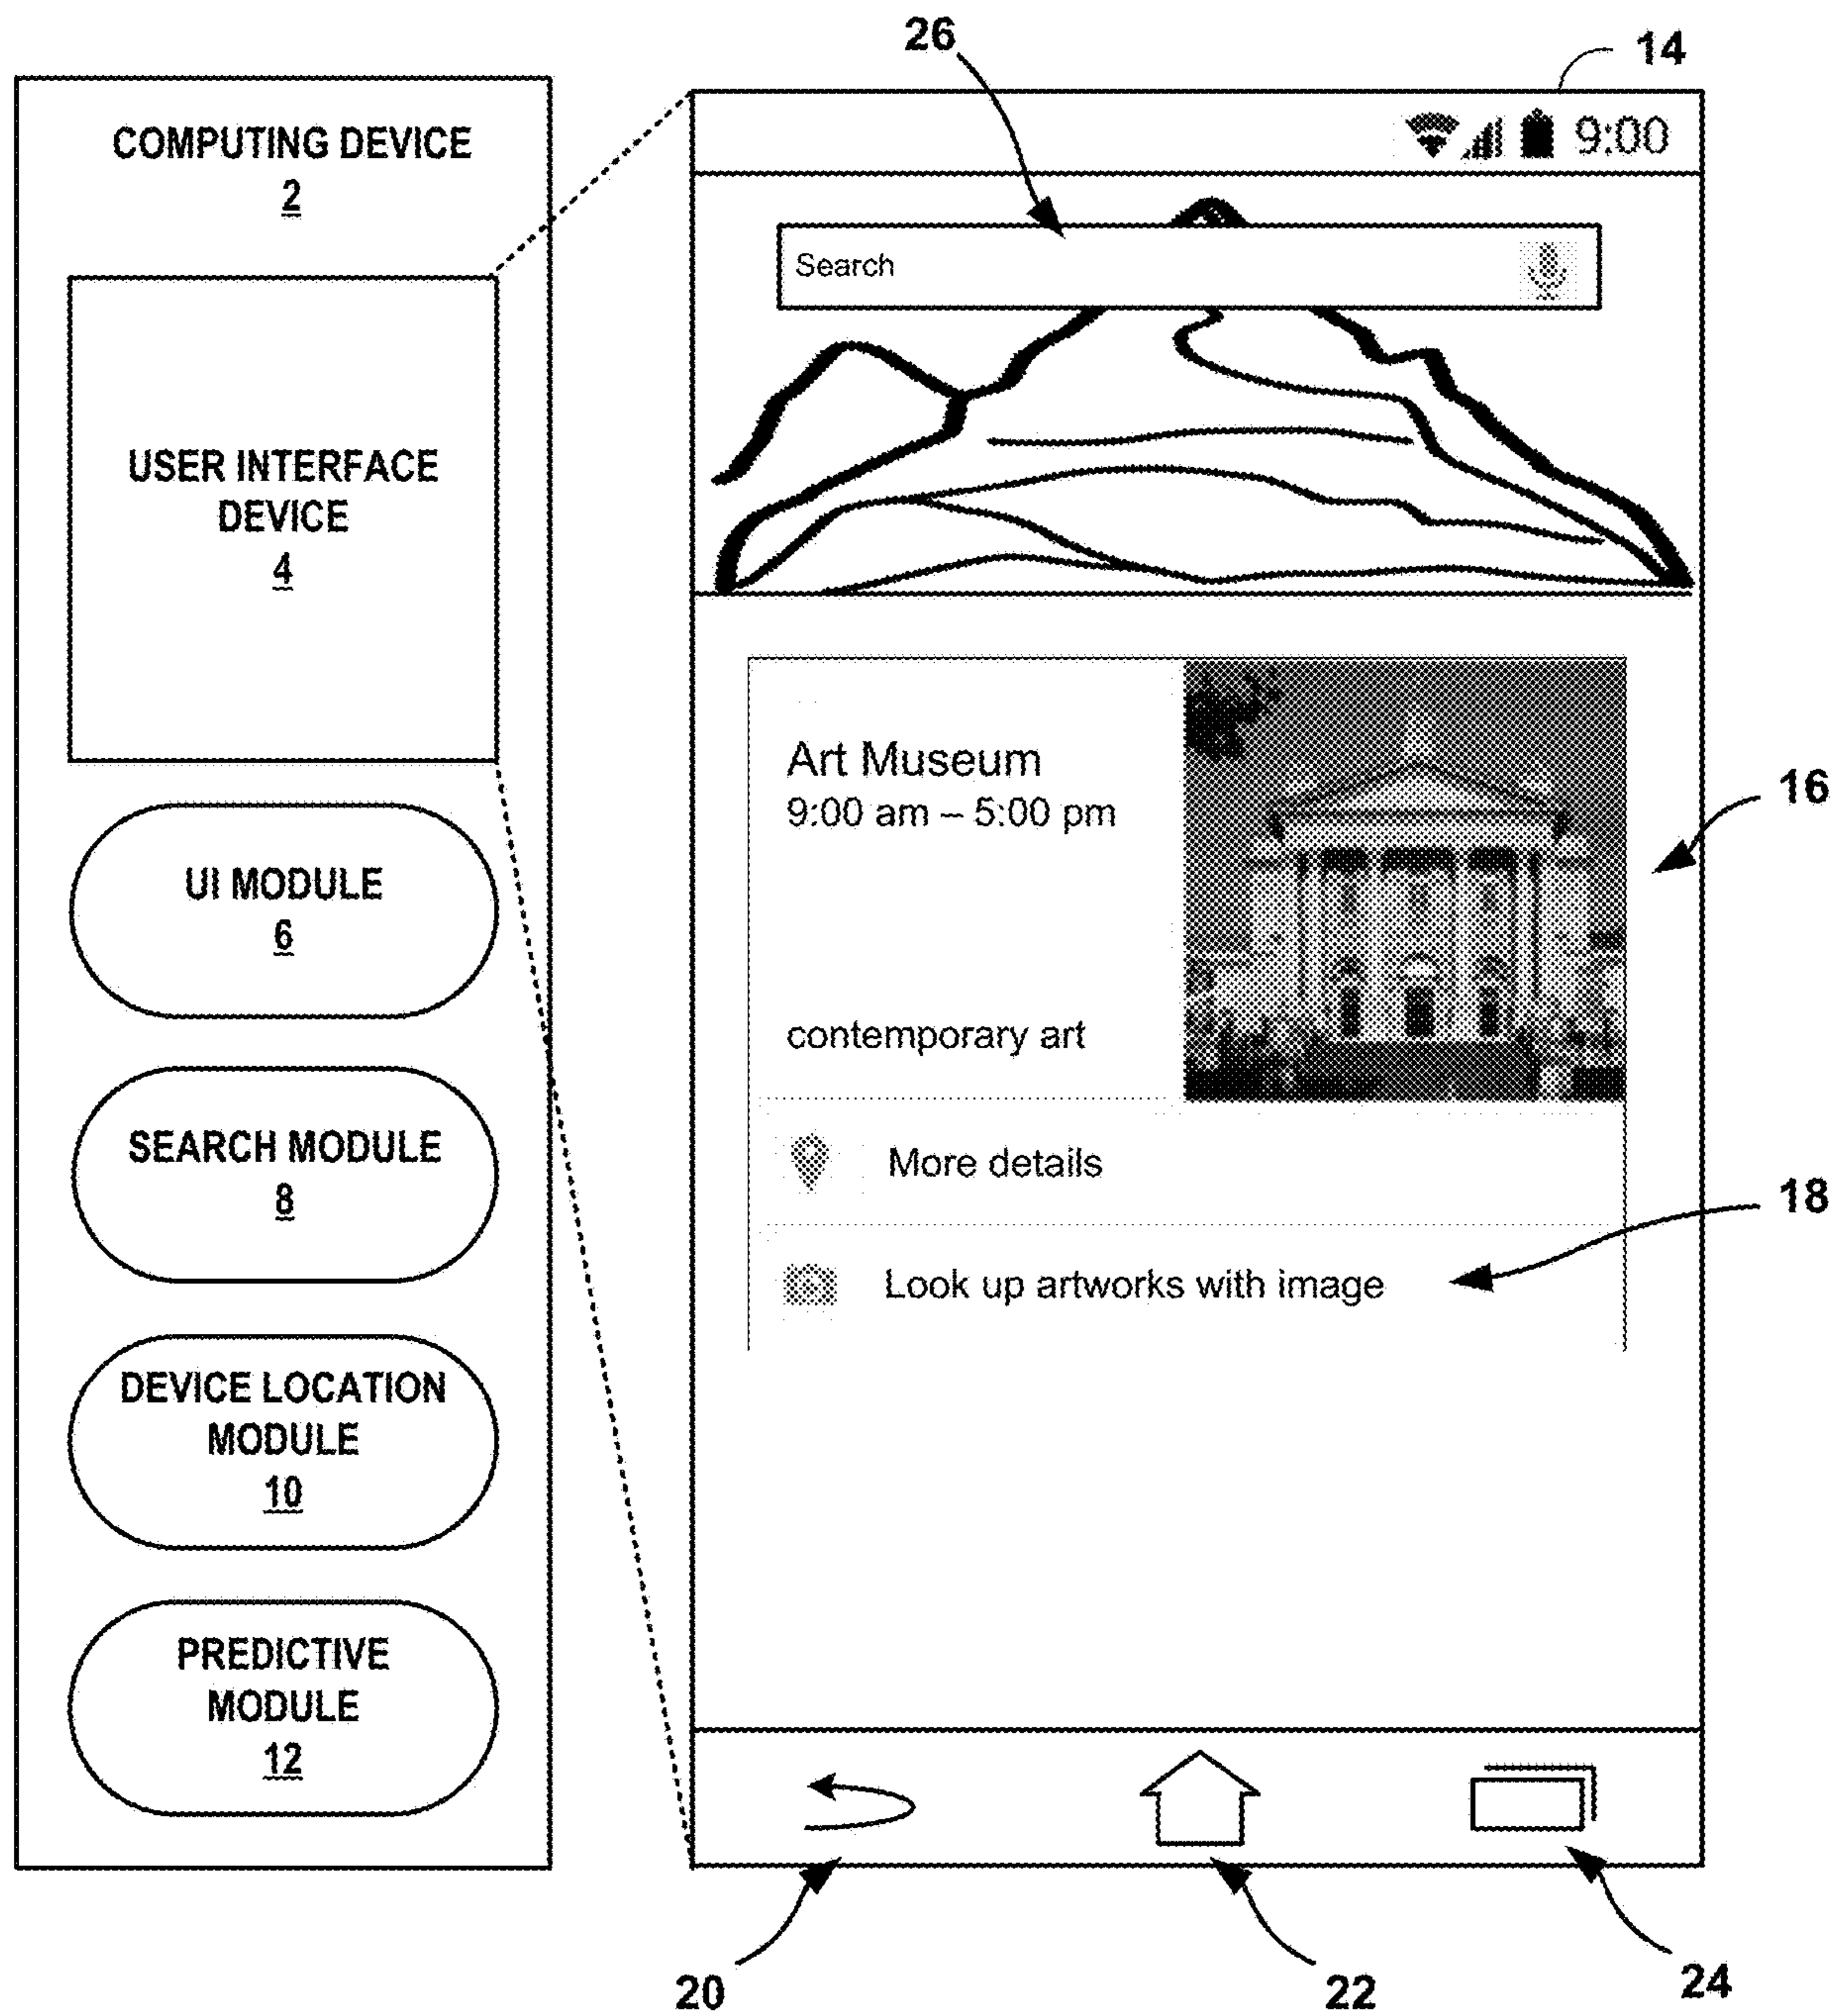 COMPUTING DEVICE
2
USER INTERFACE
DEVICE
4
UI MODULE
6
SEARCH MODULE
8
DEVICE LOCATION
MODULE
10
PREDICTIVE
MODULE
12
26
14
9:00
Search
Art Museum
9:00 am – 5:00 pm
16
contemporary art
More details
18
Look up artworks with image
20
22
24